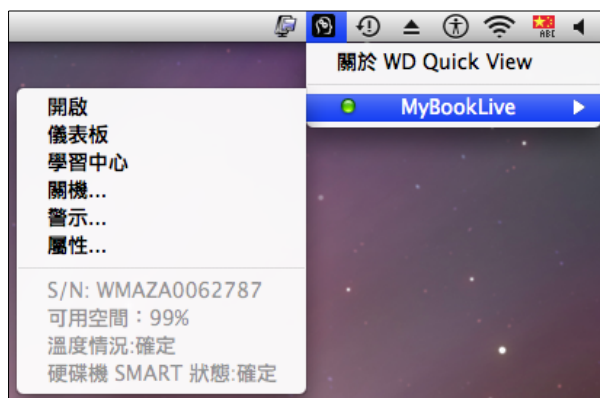 ABC
關於 WD Quick View
MyBookLive
開啟
儀表板
學習中心
關機...
警示...
屬性...
S/N: WMAZA0062787
可用空間：99%
溫度情況:確定
硬碟機 SMART 狀態:確定